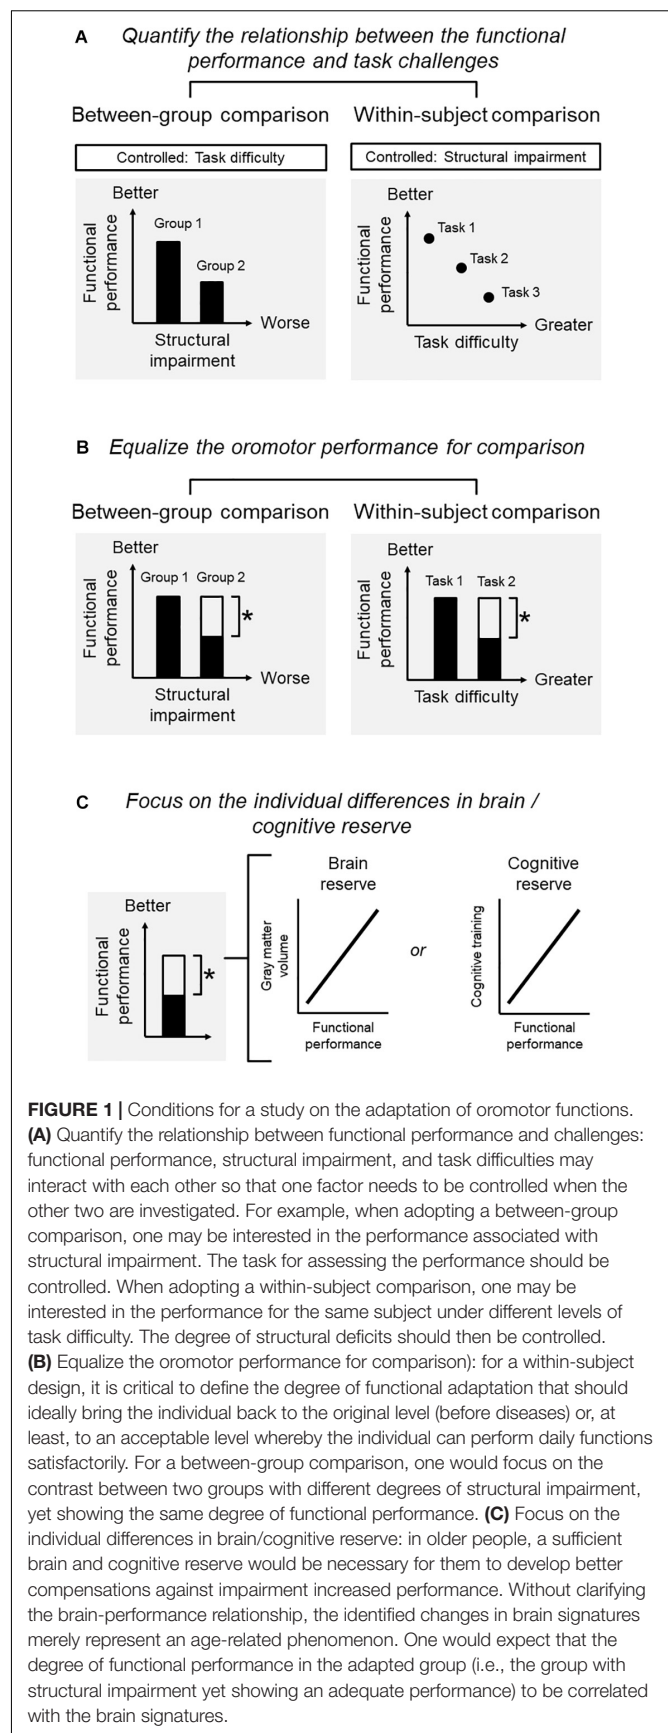 A Quantify the relationship between the functional
performance and task challenges
Between-group comparison
Within-subject comparison
Controlled: Task difficulty
Controlled: Structural impairment
Better
Functional
performance
Group 1
Group 2
Worse
Structural
impairment
Better
Functional
performance
Task 1
Task 2
Task 3
Greater
Task difficulty
B Equalize the oromotor performance for comparison
Between-group comparison
Within-subject comparison
Better
Functional
performance
Group 1 Group 2
*
Worse
Structural
impairment
Better
Functional
performance
Task 1 Task 2
*
Greater
Task difficulty
C Focus on the individual differences in brain /
cognitive reserve
Better
Functional
performance
*
Brain
reserve
Gray matter
volume
Functional
performance
or
Cognitive
reserve
Cognitive training
Functional
performance
FIGURE 1 | Conditions for a study on the adaptation of oromotor functions.
(A) Quantify the relationship between functional performance and challenges:
functional performance, structural impairment, and task difficulties may
interact with each other so that one factor needs to be controlled when the
other two are investigated. For example, when adopting a between-group
comparison, one may be interested in the performance associated with
structural impairment. The task for assessing the performance should be
controlled. When adopting a within-subject comparison, one may be
interested in the performance for the same subject under different levels of
task difficulty. The degree of structural deficits should then be controlled.
(B) Equalize the oromotor performance for comparison): for a within-subject
design, it is critical to define the degree of functional adaptation that should
ideally bring the individual back to the original level (before diseases) or, at
least, to an acceptable level whereby the individual can perform daily functions
satisfactorily. For a between-group comparison, one would focus on the
contrast between two groups with different degrees of structural impairment,
yet showing the same degree of functional performance. (C) Focus on the
individual differences in brain/cognitive reserve: in older people, a sufficient
brain and cognitive reserve would be necessary for them to develop better
compensations against impairment increased performance. Without clarifying
the brain-performance relationship, the identified changes in brain signatures
merely represent an age-related phenomenon. One would expect that the
degree of functional performance in the adapted group (i.e., the group with
structural impairment yet showing an adequate performance) to be correlated
with the brain signatures.